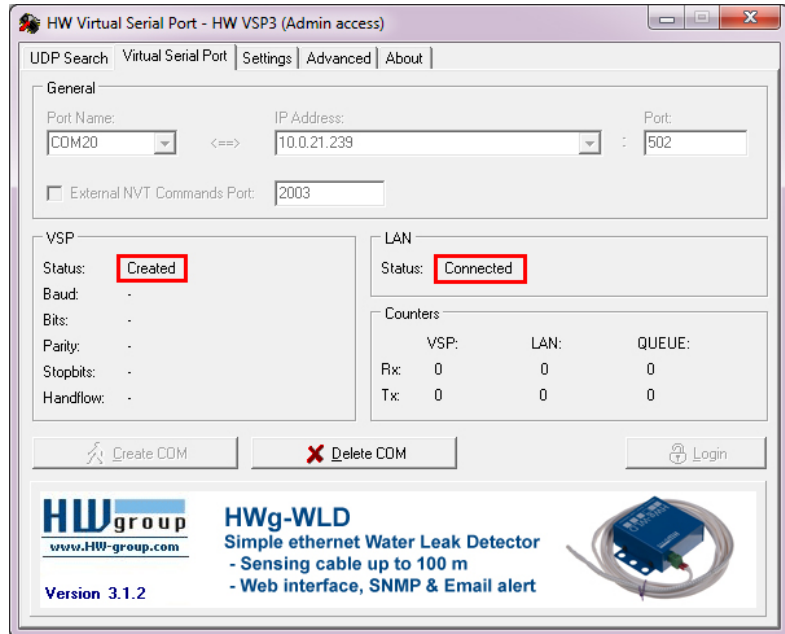 HW Virtual Serial Port - HW VSP3 (Admin access)
UDP Search Virtual Serial Port Settings Advanced About
General
Port Name: IP Address: Port:
COM20 <==> 10.0.21.239 : 502
External NVT Commands Port: 2003
VSP
Status: Created
Baud: -
Bits: -
Parity: -
Stopbits: -
Handflow: -
LAN
Status: Connected
Counters
VSP: LAN: QUEUE:
Rx: 0 0 0
Tx: 0 0 0
Create COM Delete COM Login
HW group
www.HW-group.com
Version 3.1.2
HWg-WLD
Simple ethernet Water Leak Detector
- Sensing cable up to 100 m
- Web interface, SNMP & Email alert